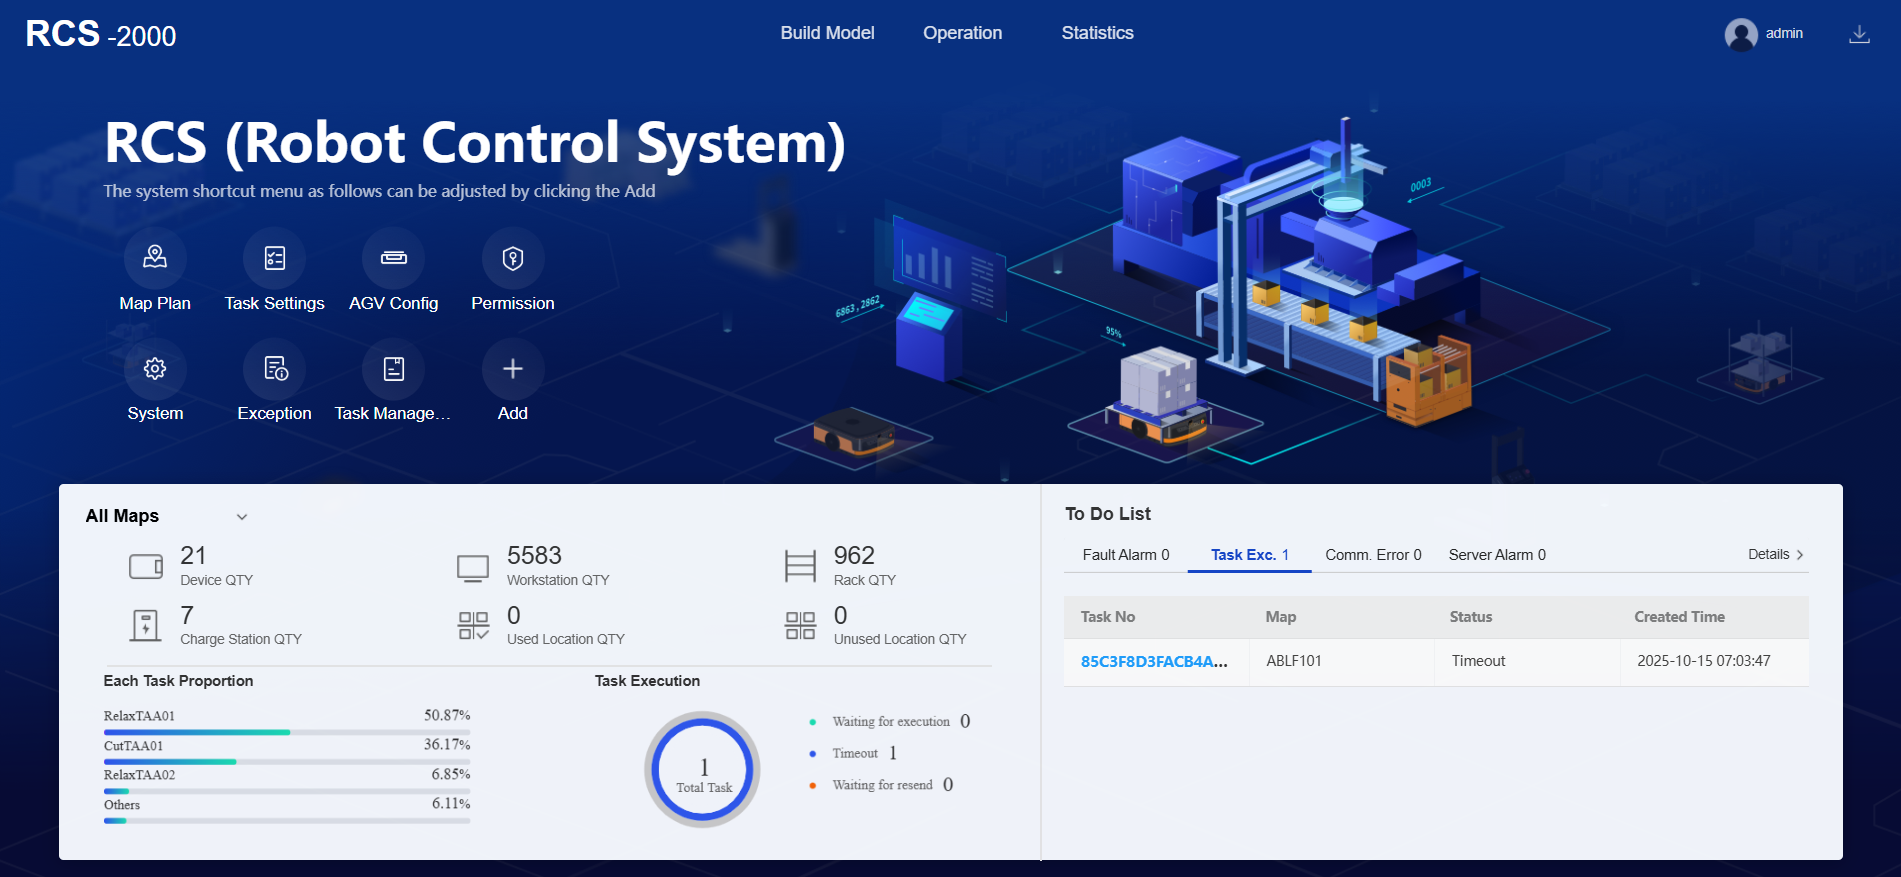 RCS -2000
Build Model
Operation
Statistics
admin
RCS (Robot Control System)
The system shortcut menu as follows can be adjusted by clicking the Add
Map Plan
Task Settings
AGV Config
Permission
System
Exception
Task Manage...
Add
0003
6863,2862
95%
All Maps
21
Device QTY
5583
Workstation QTY
962
Rack QTY
7
Charge Station QTY
0
Used Location QTY
0
Unused Location QTY
Each Task Proportion
RelaxTAA01 50.87%
CutTAA01 36.17%
RelaxTAA02 6.85%
Others 6.11%
Task Execution
1
Total Task
Waiting for execution 0
Timeout 1
Waiting for resend 0
To Do List
Fault Alarm 0
Task Exc. 1
Comm. Error 0
Server Alarm 0
Details
Task No Map Status Created Time
85C3F8D3FACB4A... ABLF101 Timeout 2025-10-15 07:03:47